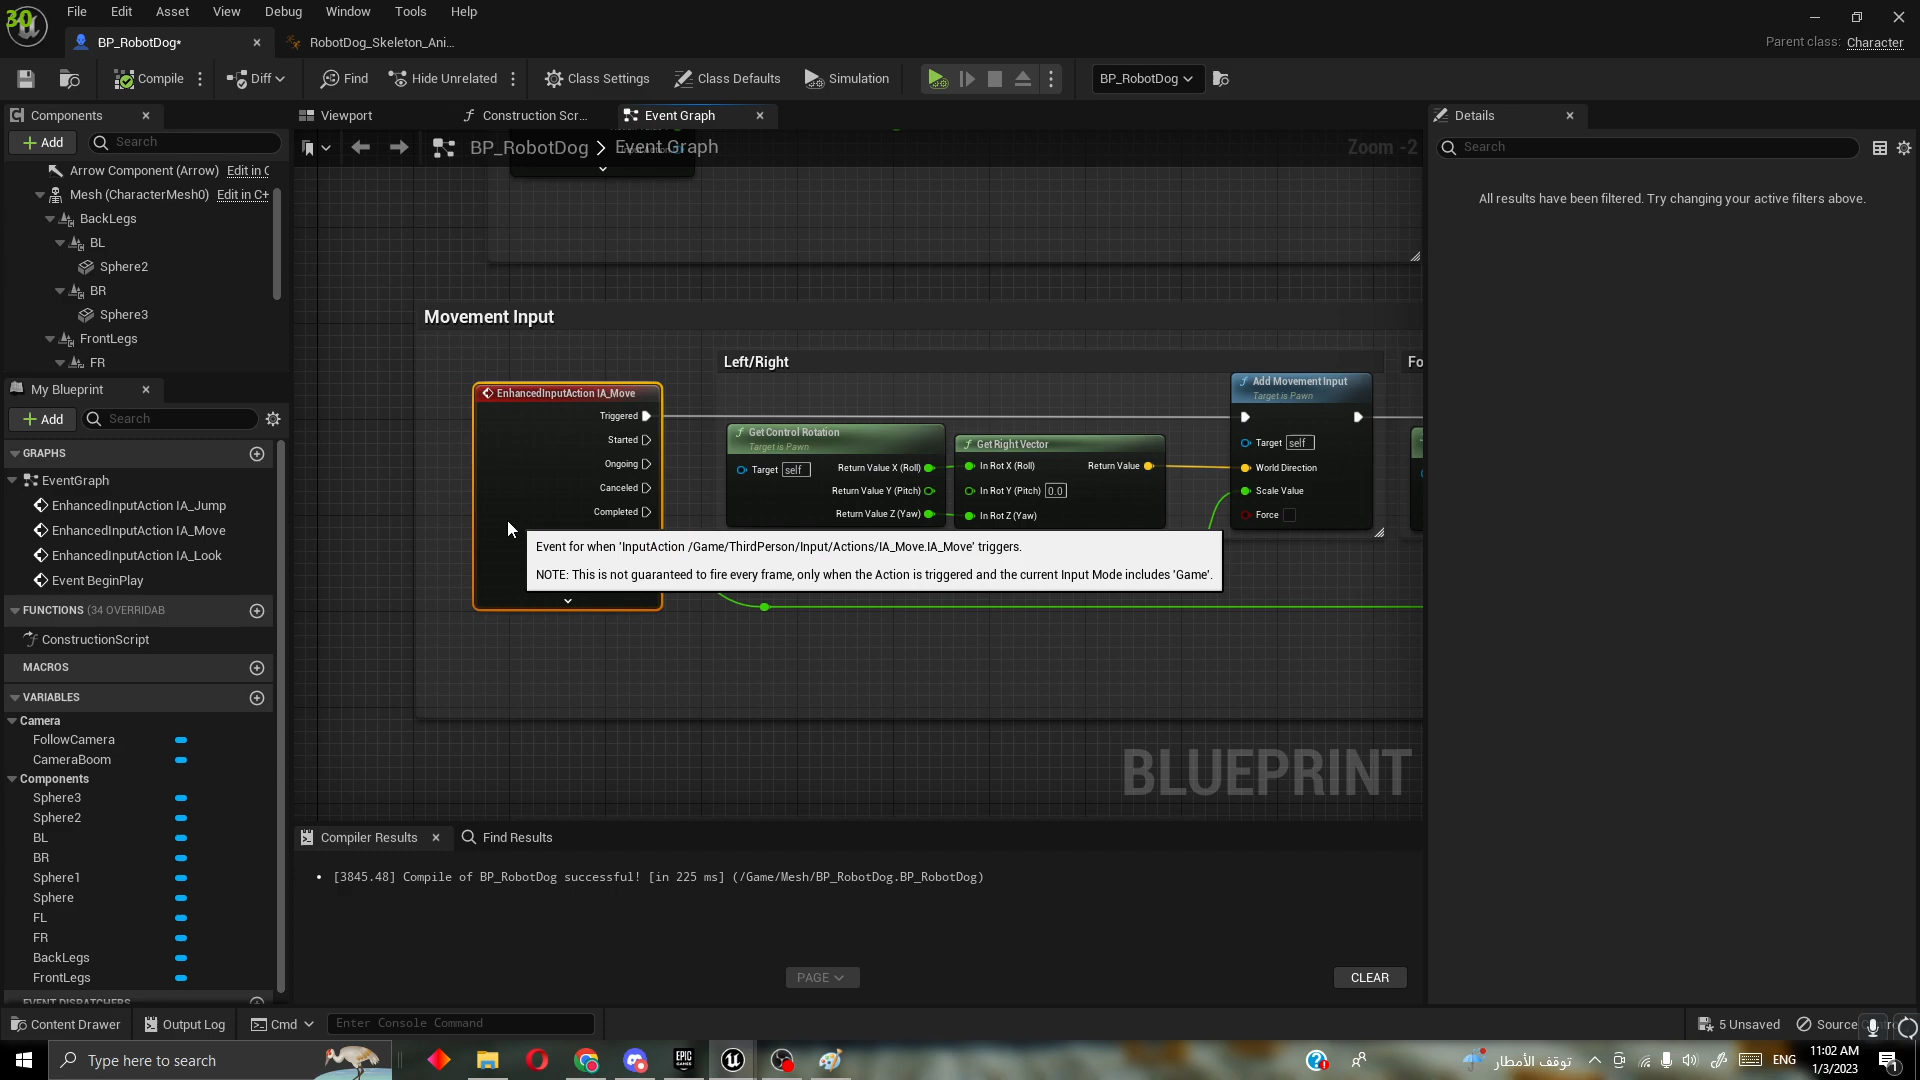 30
File Edit Asset View Debug Window Tools Help
BP_RobotDog*
RobotDog_Skeleton_Ani...
Parent class: Character
Compile
Diff
Find
Hide Unrelated
Class Settings
Class Defaults
Simulation
BP_RobotDog
Components
Add
Search
Arrow Component (Arrow) Edit in C
Mesh (CharacterMesh0) Edit in C+
BackLegs
BL
Sphere2
BR
Sphere3
FrontLegs
FR
My Blueprint
Add
Search
GRAPHS
EventGraph
EnhancedInputAction IA_Jump
EnhancedInputAction IA_Move
EnhancedInputAction IA_Look
Event BeginPlay
FUNCTIONS (34 OVERRIDAB
ConstructionScript
MACROS
VARIABLES
Camera
FollowCamera
CameraBoom
Components
Sphere3
Sphere2
BL
BR
Sphere1
Sphere
FL
FR
BackLegs
FrontLegs
EVENT DISPATCHERS
Viewport
Construction Scr...
Event Graph
BP_RobotDog > Event Graph
Zoom -2
Movement Input
Left/Right
Fo
EnhancedInputAction IA_Move
Triggered
Started
Ongoing
Canceled
Completed
Get Control Rotation
Target is Pawn
Target self
Return Value X (Roll)
Return Value Y (Pitch)
Return Value Z (Yaw)
Get Right Vector
In Rot X (Roll)
Return Value
In Rot Y (Pitch) 0.0
In Rot Z (Yaw)
Add Movement Input
Target is Pawn
Target self
World Direction
Scale Value
Force
Event for when 'InputAction /Game/ThirdPerson/Input/Actions/IA_Move.IA_Move' triggers.
NOTE: This is not guaranteed to fire every frame, only when the Action is triggered and the current Input Mode includes 'Game'.
BLUEPRINT
Compiler Results
Find Results
[3845.48] Compile of BP_RobotDog successful! [in 225 ms] (/Game/Mesh/BP_RobotDog.BP_RobotDog)
PAGE
CLEAR
Details
Search
All results have been filtered. Try changing your active filters above.
Content Drawer
Output Log
Cmd
Enter Console Command
5 Unsaved
Source
Type here to search
EPIC GAMES
توقف الأمطار
ENG
11:02 AM
1/3/2023
1